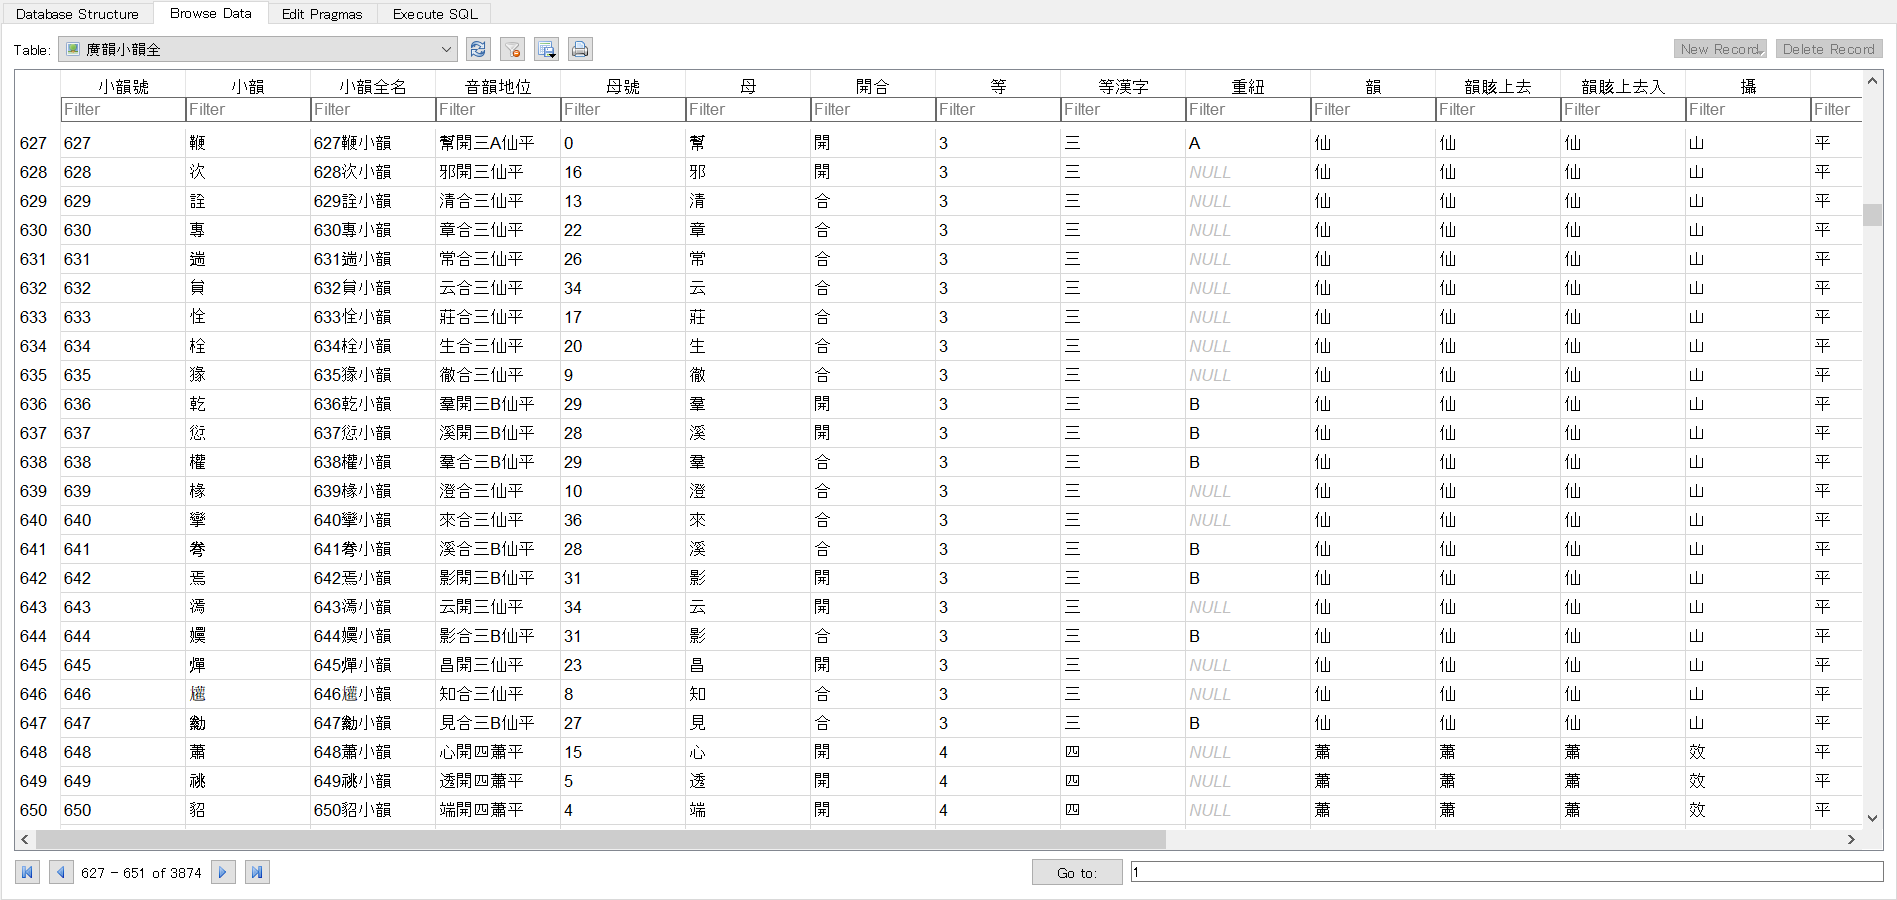 Database Structure Browse Data Edit Pragmas Execute SQL
Table: 廣韻小韻全 New Record Delete Record
小韻號 小韻 小韻全名 音韻地位 母號 母 開合 等 等漢字 重紐 韻 韻賅上去 韻賅上去入 攝
Filter Filter Filter Filter Filter Filter Filter Filter Filter Filter Filter Filter Filter Filter Filter
627 627 鞭 627鞭小韻 幫開三A仙平 0 幫 開 3 三 A 仙 仙 仙 山 平
628 628 㳄 628㳄小韻 邪開三仙平 16 邪 開 3 三 NULL 仙 仙 仙 山 平
629 629 詮 629詮小韻 清合三仙平 13 清 合 3 三 NULL 仙 仙 仙 山 平
630 630 專 630專小韻 章合三仙平 22 章 合 3 三 NULL 仙 仙 仙 山 平
631 631 遄 631遄小韻 常合三仙平 26 常 合 3 三 NULL 仙 仙 仙 山 平
632 632 員 632員小韻 云合三仙平 34 云 合 3 三 NULL 仙 仙 仙 山 平
633 633 恮 633恮小韻 莊合三仙平 17 莊 合 3 三 NULL 仙 仙 仙 山 平
634 634 栓 634栓小韻 生合三仙平 20 生 合 3 三 NULL 仙 仙 仙 山 平
635 635 猭 635猭小韻 徹合三仙平 9 徹 合 3 三 NULL 仙 仙 仙 山 平
636 636 乾 636乾小韻 羣開三B仙平 29 羣 開 3 三 B 仙 仙 仙 山 平
637 637 愆 637愆小韻 溪開三B仙平 28 溪 開 3 三 B 仙 仙 仙 山 平
638 638 權 638權小韻 羣合三B仙平 29 羣 合 3 三 B 仙 仙 仙 山 平
639 639 椽 639椽小韻 澄合三仙平 10 澄 合 3 三 NULL 仙 仙 仙 山 平
640 640 攣 640攣小韻 來合三仙平 36 來 合 3 三 NULL 仙 仙 仙 山 平
641 641 弮 641弮小韻 溪合三B仙平 28 溪 合 3 三 B 仙 仙 仙 山 平
642 642 焉 642焉小韻 影開三B仙平 31 影 開 3 三 B 仙 仙 仙 山 平
643 643 漹 643漹小韻 云開三仙平 34 云 開 3 三 NULL 仙 仙 仙 山 平
644 644 嬽 644嬽小韻 影合三B仙平 31 影 合 3 三 B 仙 仙 仙 山 平
645 645 燀 645燀小韻 昌開三仙平 23 昌 開 3 三 NULL 仙 仙 仙 山 平
646 646 646 小韻 知合三仙平 8 知 合 3 三 NULL 仙 仙 仙 山 平
647 647 勬 647勬小韻 見合三B仙平 27 見 合 3 三 B 仙 仙 仙 山 平
648 648 蕭 648蕭小韻 心開四蕭平 15 心 開 4 四 NULL 蕭 蕭 蕭 效 平
649 649 祧 649祧小韻 透開四蕭平 5 透 開 4 四 NULL 蕭 蕭 蕭 效 平
650 650 貂 650貂小韻 端開四蕭平 4 端 開 4 四 NULL 蕭 蕭 蕭 效 平
627 - 651 of 3874 Go to: 1